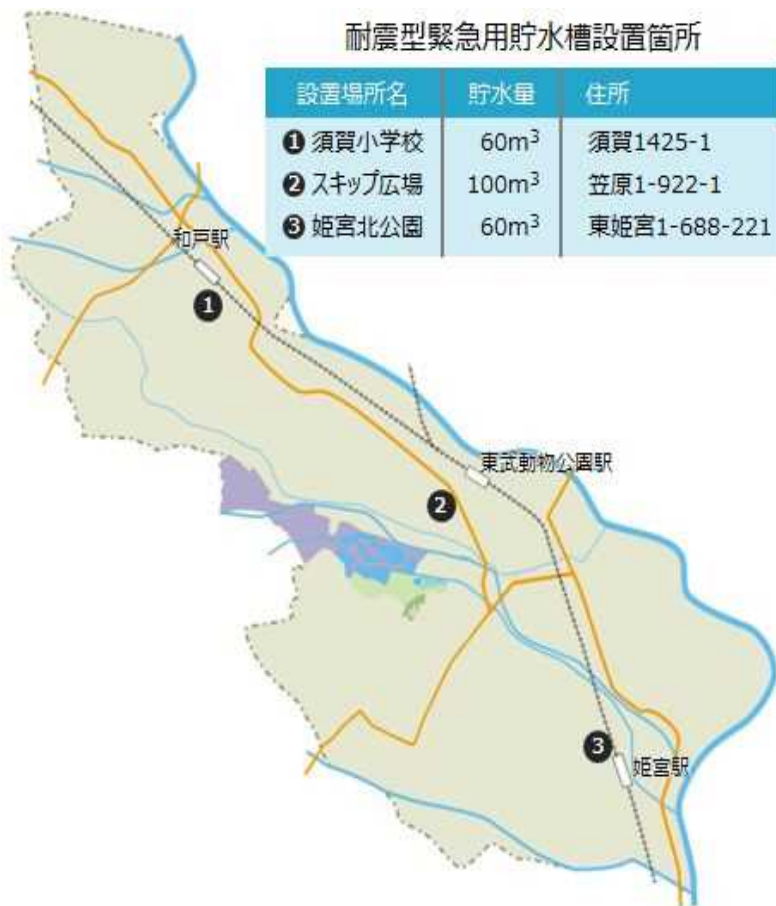 耐震型緊急用貯水槽設置箇所
設置場所名 貯水量 住所
❶ 須賀小学校 60m³ 須賀1425-1
❷ スキップ広場 100m³ 笠原1-922-1
❸ 姫宮北公園 60m³ 東姫宮1-688-221
和戸駅
❶
東武動物公園駅
❷
❸
姫宮駅